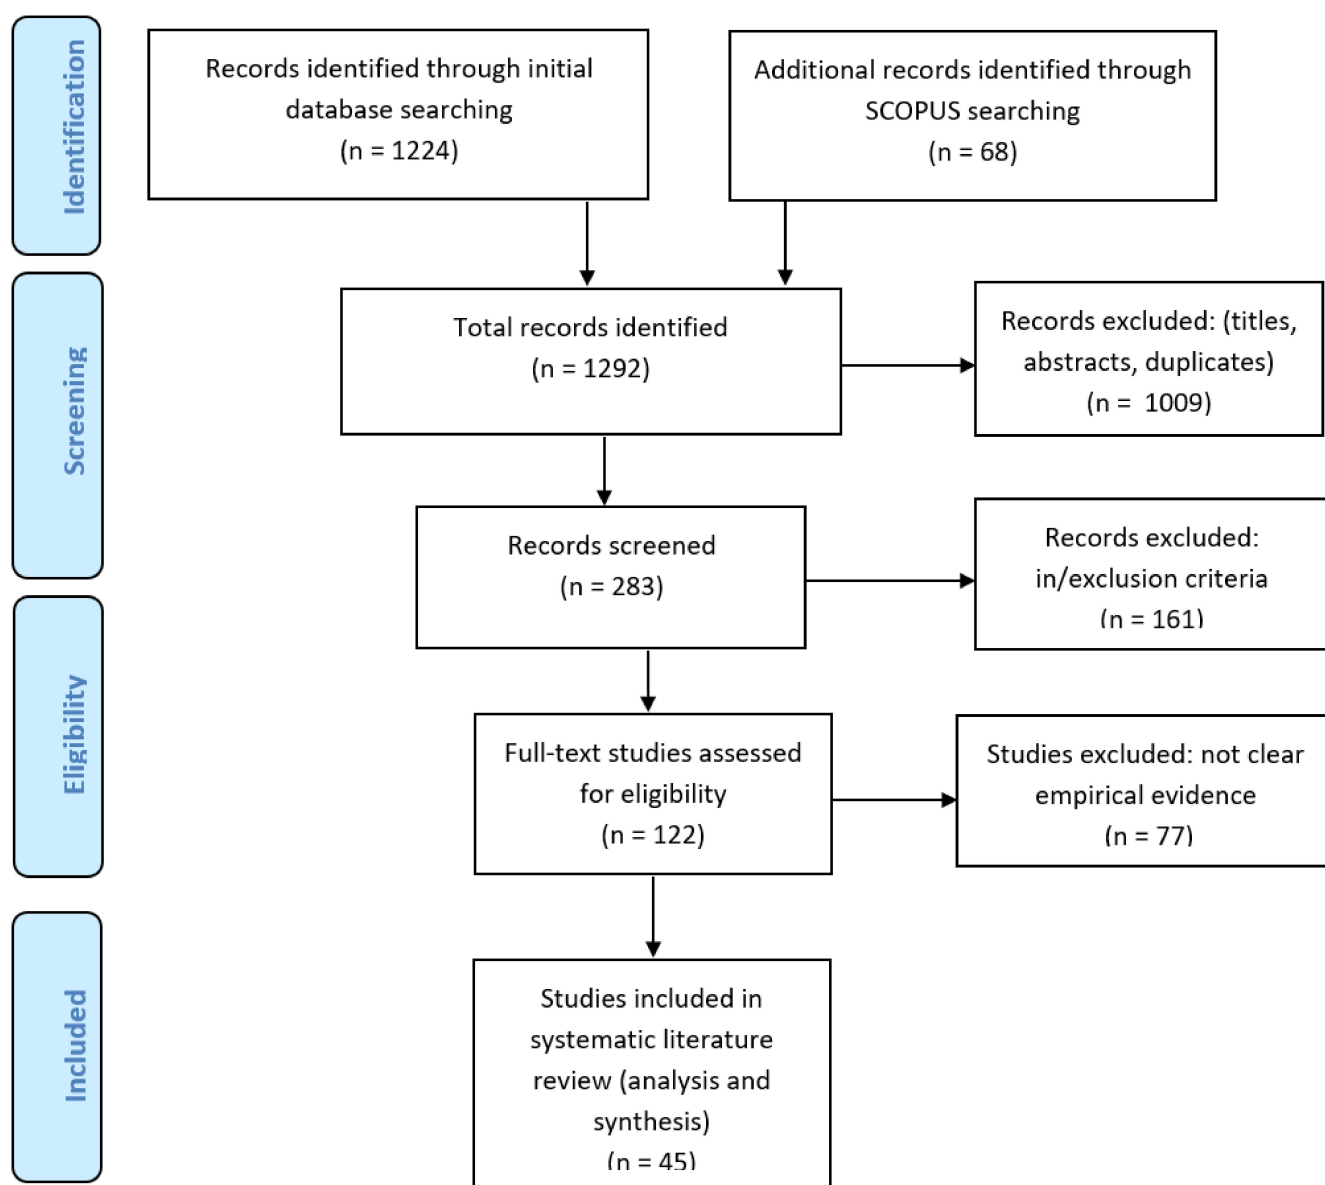 Identification
Records identified through initial
database searching
(n = 1224)
Additional records identified through
SCOPUS searching
(n = 68)
Screening
Total records identified
(n = 1292)
Records excluded: (titles,
abstracts, duplicates)
(n =  1009)
Records screened
(n = 283)
Records excluded:
in/exclusion criteria
(n = 161)
Eligibility
Full-text studies assessed
for eligibility
(n = 122)
Studies excluded: not clear
empirical evidence
(n = 77)
Included
Studies included in
systematic literature
review (analysis and
synthesis)
(n = 45)